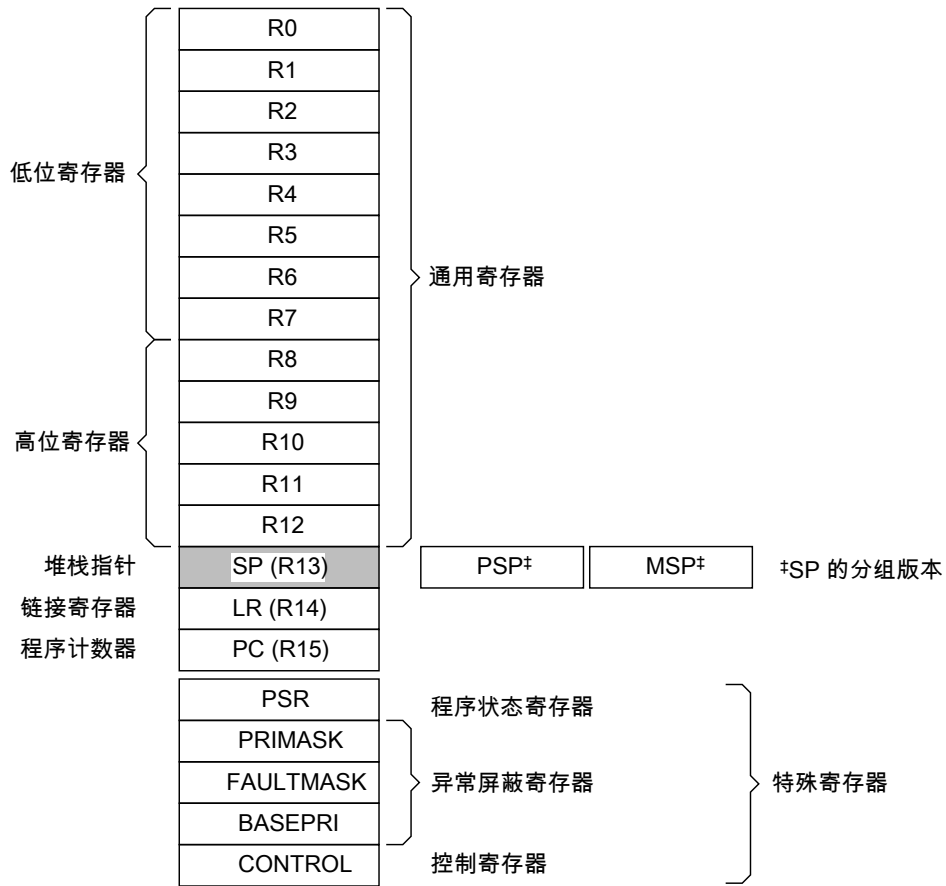 R0
R1
R2
低位寄存器
R3
R4
R5
R6
通用寄存器
R7
R8
R9
高位寄存器
R10
R11
R12
堆栈指针 SP (R13) PSP‡ MSP‡ ‡SP 的分组版本
链接寄存器 LR (R14)
程序计数器 PC (R15)
PSR 程序状态寄存器
PRIMASK
FAULTMASK 异常屏蔽寄存器 特殊寄存器
BASEPRI
CONTROL 控制寄存器